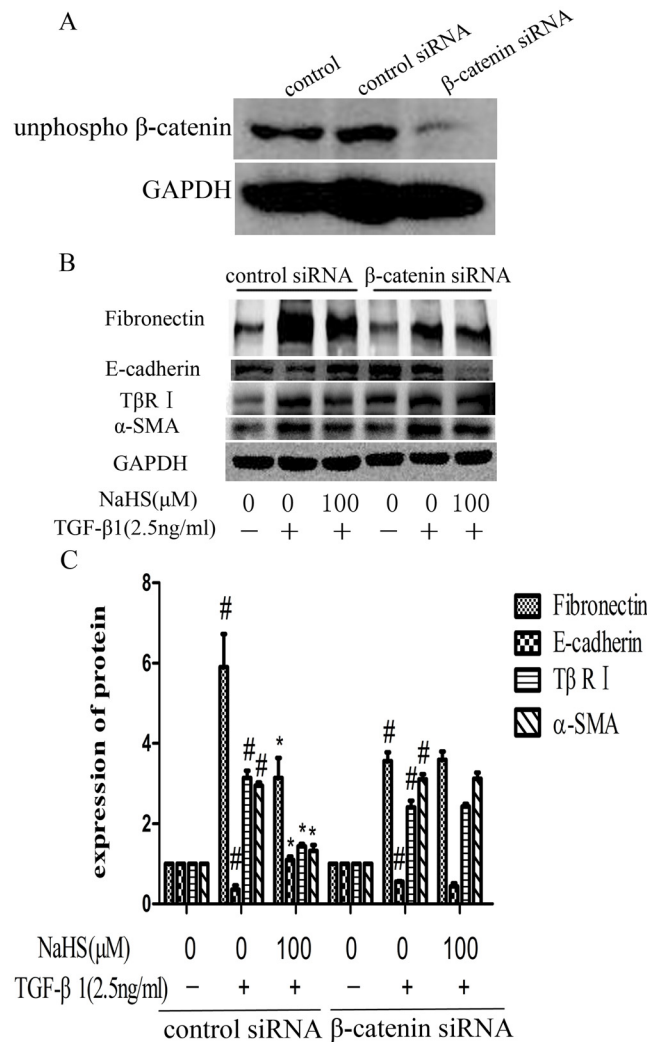 A
control
control siRNA
β-catenin siRNA
unphospho β-catenin
GAPDH
B
control siRNA β-catenin siRNA
Fibronectin
E-cadherin
TβR Ⅰ
α-SMA
GAPDH
NaHS(μM) 0 0 100 0 0 100
TGF-β1(2.5ng/ml) − + + − + +
C
expression of protein
8
6
4
2
0
# # # # * * * * # # # #
Fibronectin
E-cadherin
Tβ R Ⅰ
α-SMA
NaHS(μM) 0 0 100 0 0 100
TGF-β 1(2.5ng/ml) − + + − + +
control siRNA β-catenin siRNA